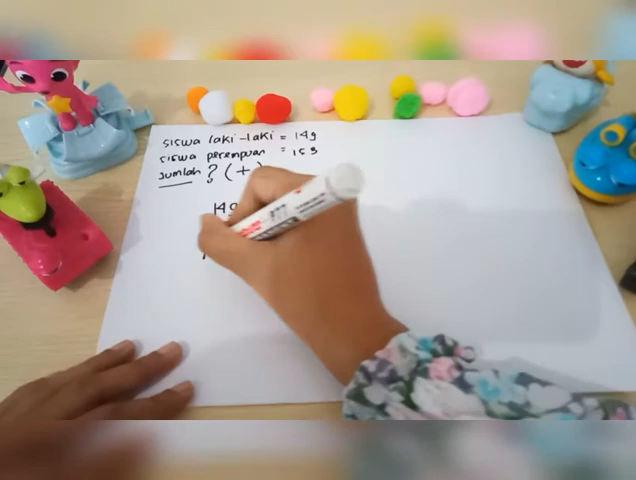 siswa laki-laki = 149
siswa perempuan = 153
Jumlah ? (+)
149